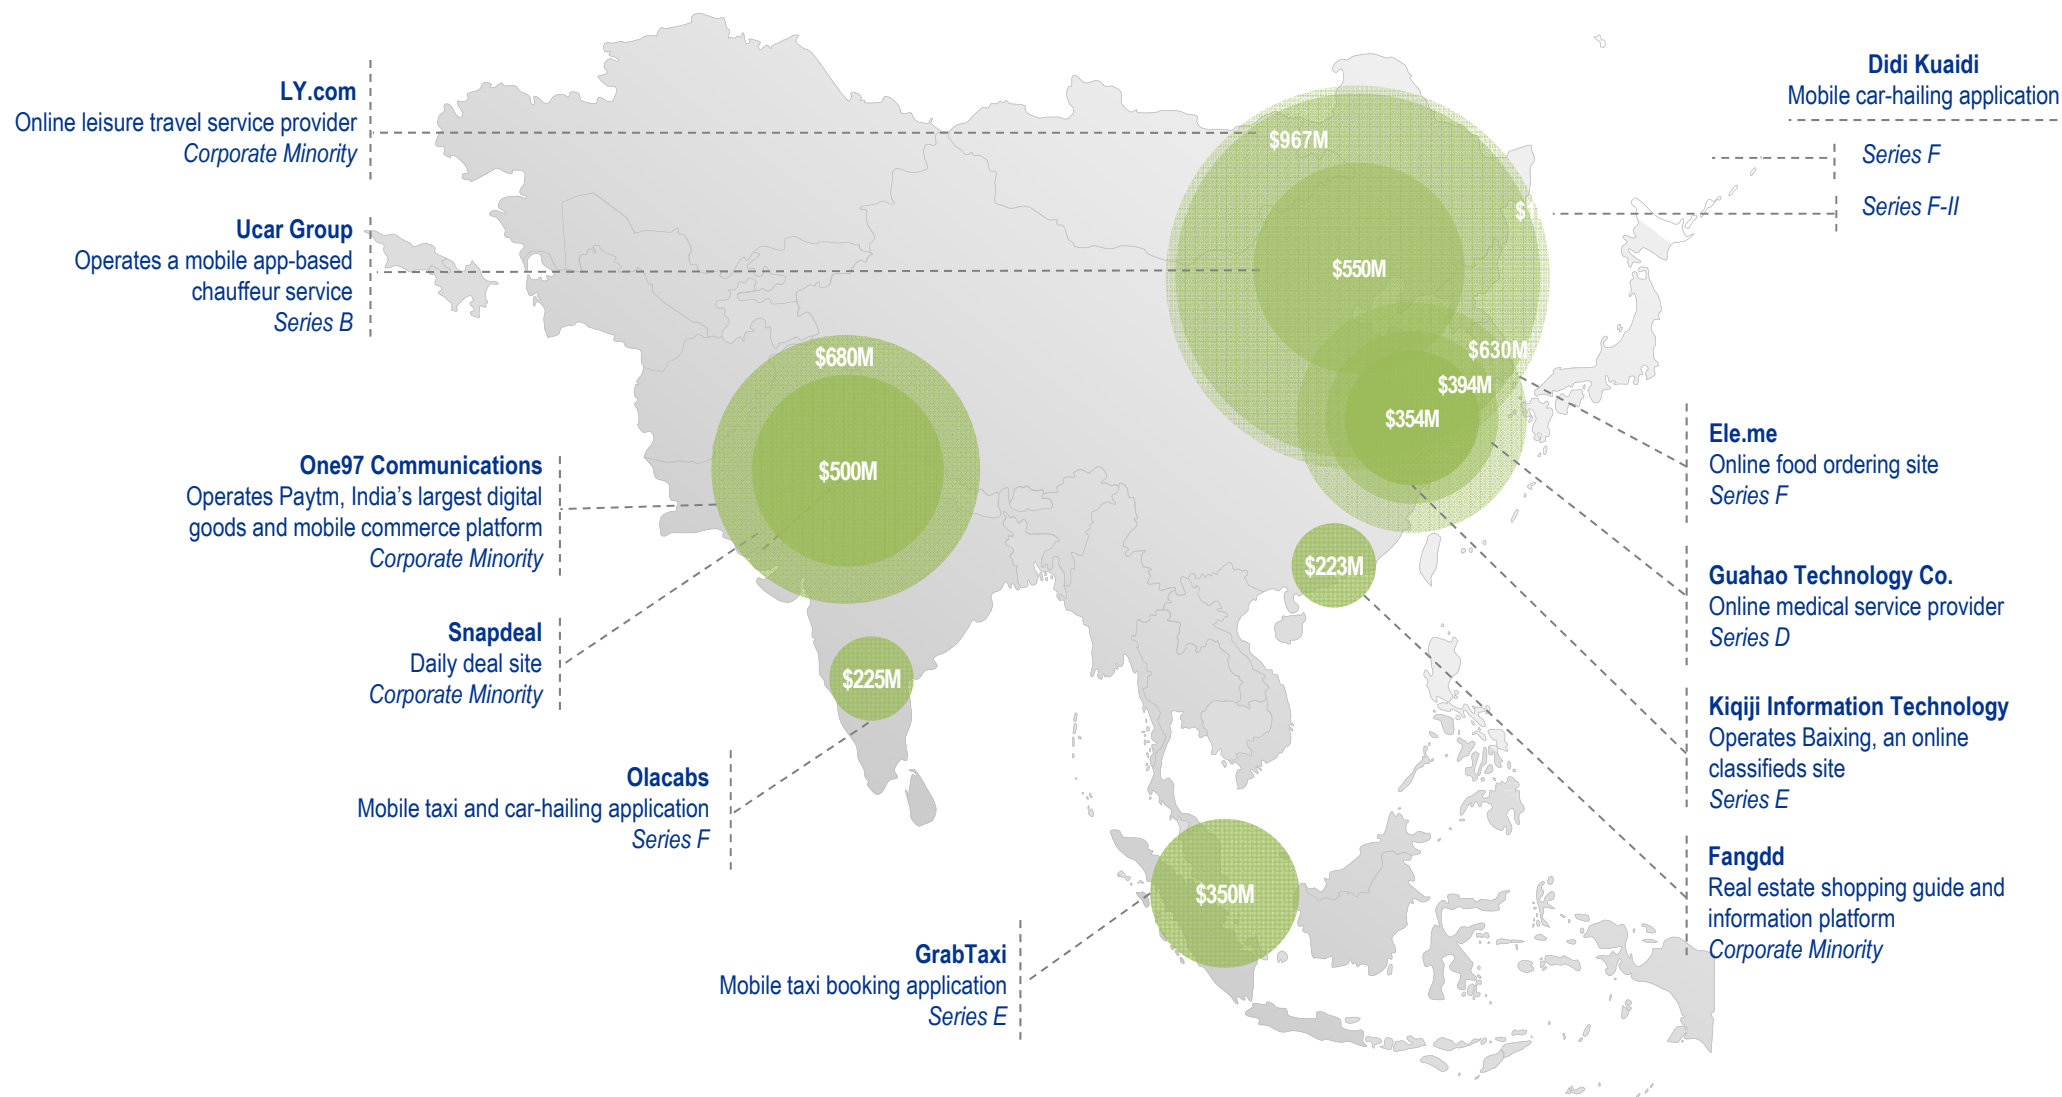 LY.com
Online leisure travel service provider
Corporate Minority
Ucar Group
Operates a mobile app-based
chauffeur service
Series B
One97 Communications
Operates Paytm, India’s largest digital
goods and mobile commerce platform
Corporate Minority
Snapdeal
Daily deal site
Corporate Minority
Olacabs
Mobile taxi and car-hailing application
Series F
GrabTaxi
Mobile taxi booking application
Series E
$680M
$500M
$225M
$350M
$967M
$550M
$630M
$394M
$354M
$223M
Didi Kuaidi
Mobile car-hailing application
Series F
Series F-II
Ele.me
Online food ordering site
Series F
Guahao Technology Co.
Online medical service provider
Series D
Kiqiji Information Technology
Operates Baixing, an online
classifieds site
Series E
Fangdd
Real estate shopping guide and
information platform
Corporate Minority